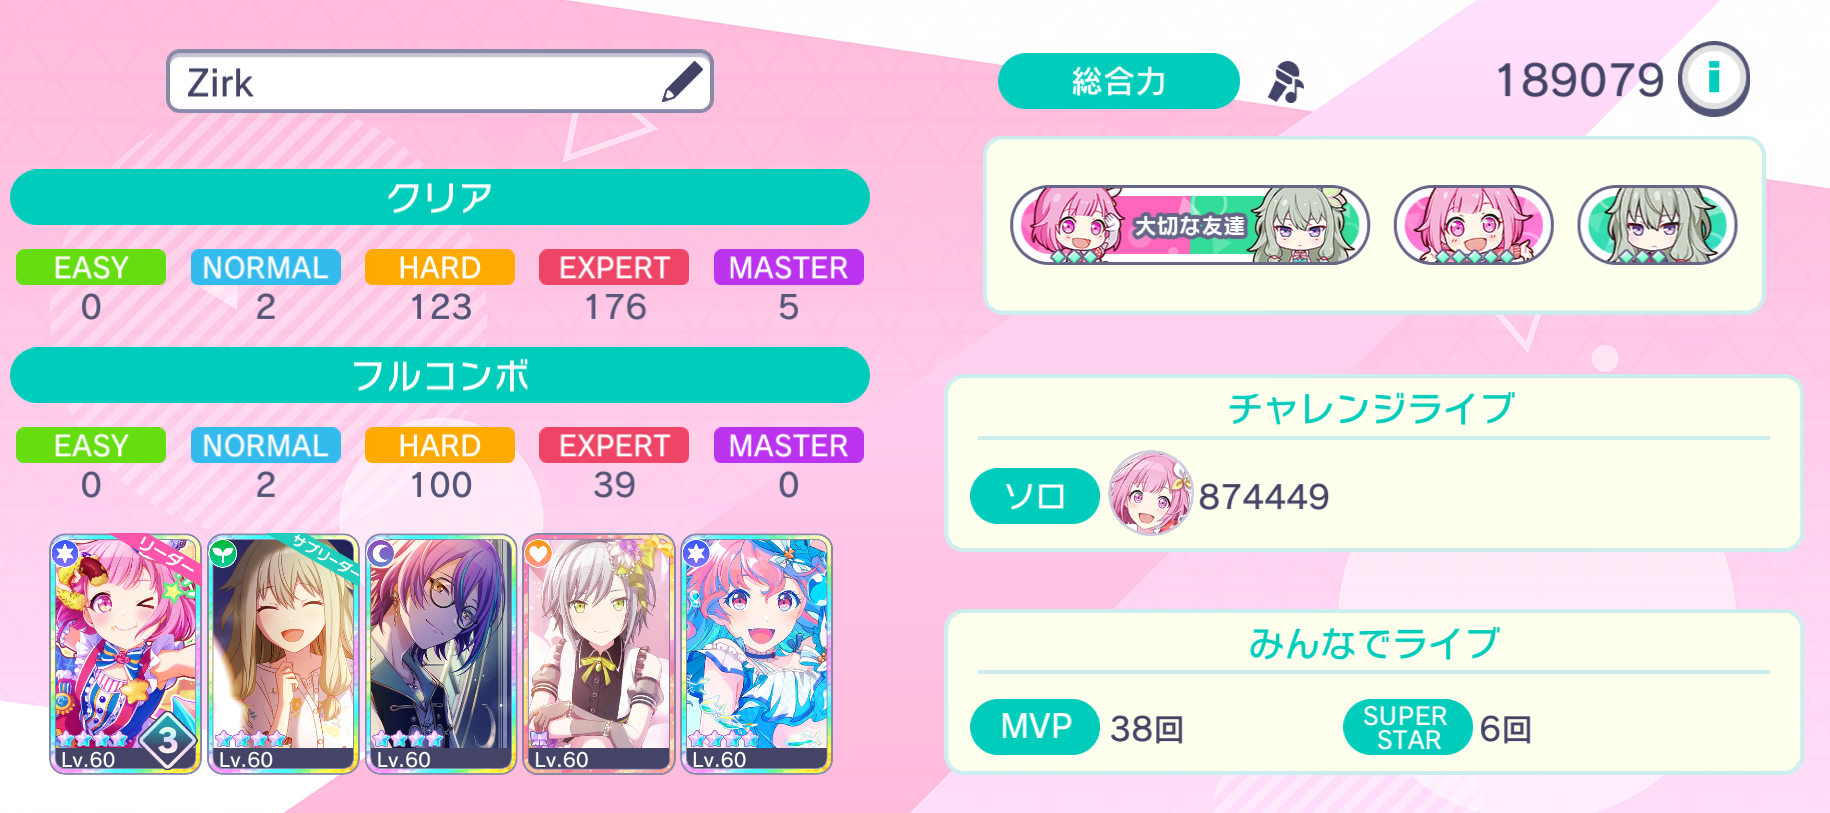 Zirk
クリア
EASY NORMAL HARD EXPERT MASTER
0 2 123 176 5
フルコンボ
EASY NORMAL HARD EXPERT MASTER
0 2 100 39 0
リーダー サブリーダー
3
Lv.60 Lv.60 Lv.60 Lv.60 Lv.60
総合力 189079 i
大切な友達
チャレンジライブ
ソロ 874449
みんなでライブ
MVP 38回 SUPER STAR 6回